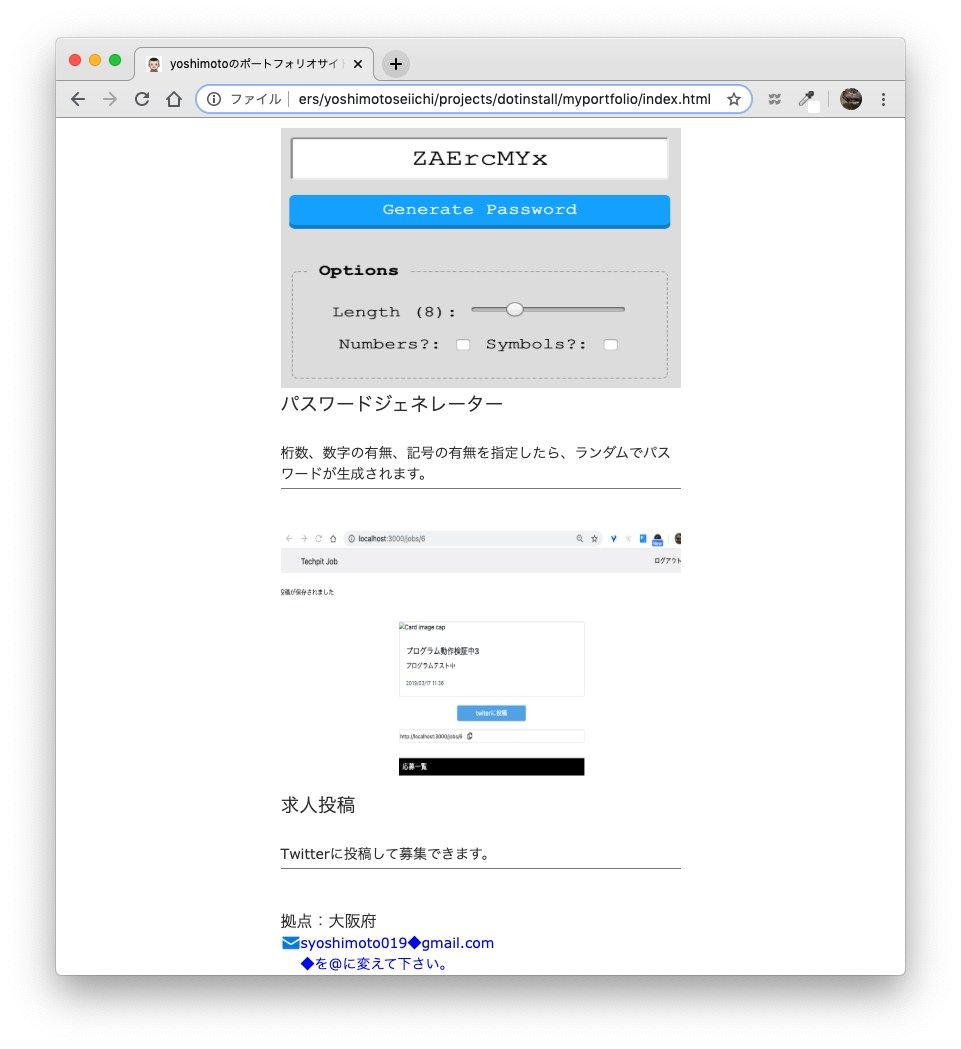 yoshimotoのポートフォリオサイ
ファイル
ers/yoshimotoseiichi/projects/dotinstall/myportfolio/index.html
ZAErcMYx
Generate Password
Options
Length (8):
Numbers?: Symbols?:
パスワードジェネレーター
桁数、数字の有無、記号の有無を指定したら、ランダムでパス
ワードが生成されます。
localhost:3000/jobs/6
Techpit Job
ログアウト
投稿が保存されました
Card image cap
プログラム動作検証中3
プログラムテスト中
2019/03/17 11:36
twiterに投稿
http://localhost:3000/jobs/6
応募一覧
求人投稿
Twitterに投稿して募集できます。
拠点：大阪府
syoshimoto019◆gmail.com
◆を@に変えて下さい。